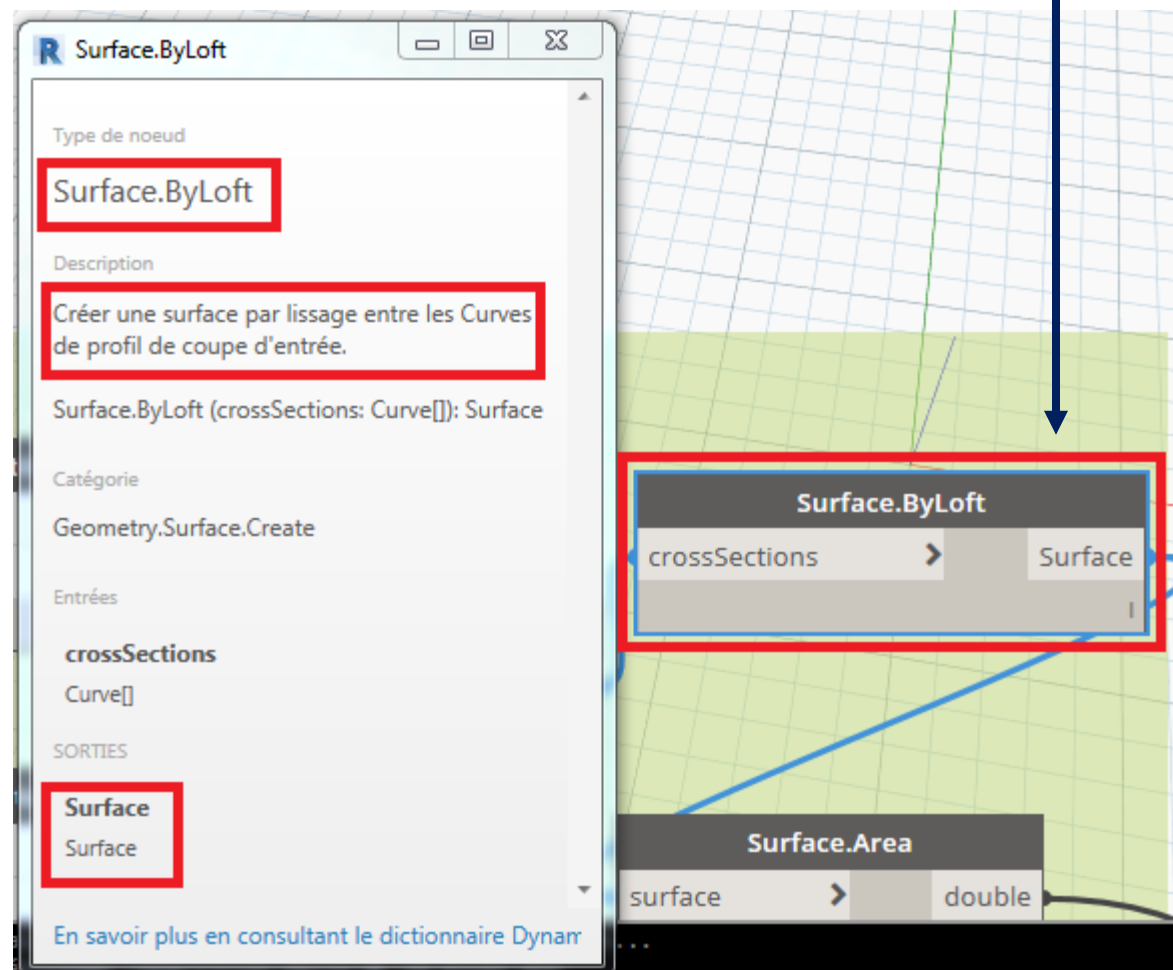 R Surface.ByLoft
Type de noeud
Surface.ByLoft
Description
Créer une surface par lissage entre les Curves
de profil de coupe d'entrée.
Surface.ByLoft (crossSections: Curve[]): Surface
Catégorie
Geometry.Surface.Create
Entrées
crossSections
Curve[]
SORTIES
Surface
Surface
En savoir plus en consultant le dictionnaire Dynam
Surface.ByLoft
crossSections > Surface
l
Surface.Area
surface > double
...